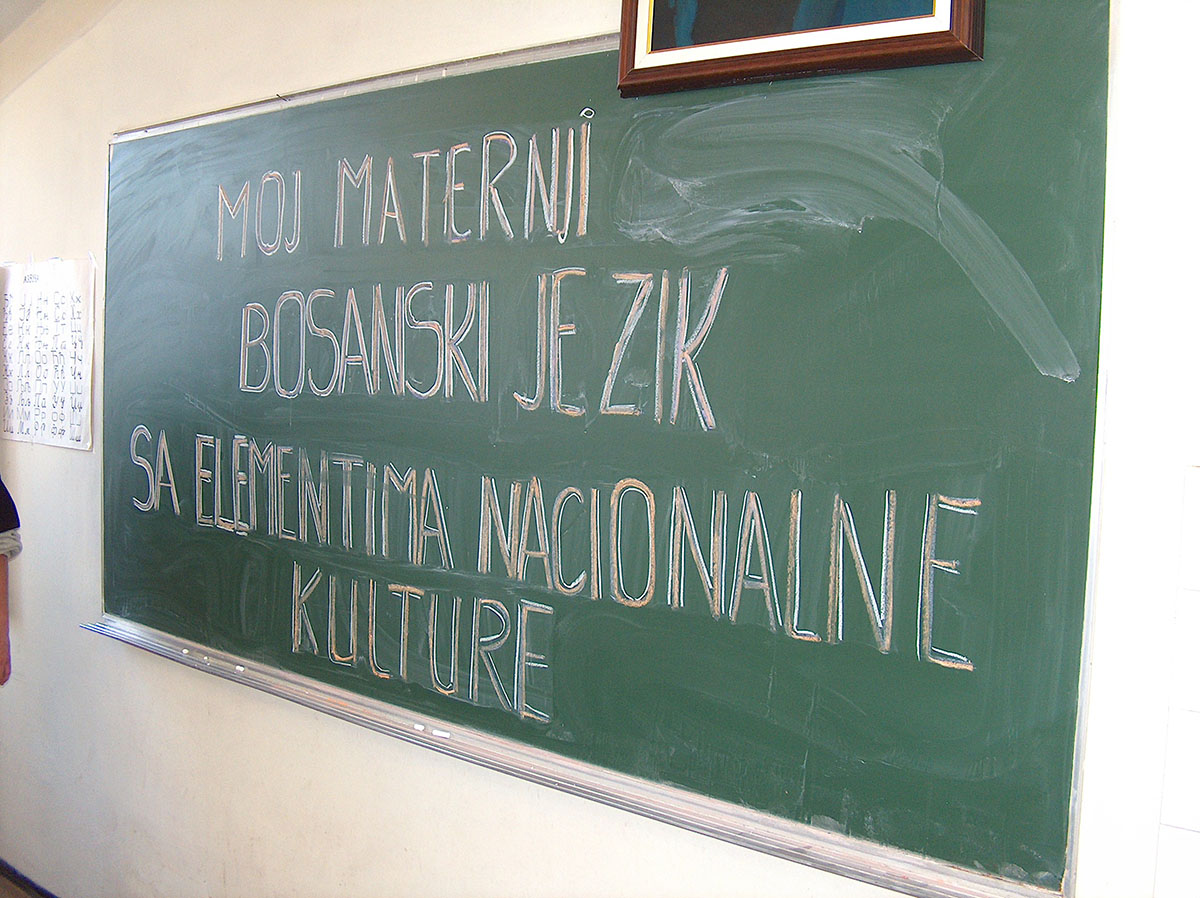 MOJ MATERNJI
BOSANSKI JEZIK
SA ELEMENTIMA NACIONALNE
KULTURE